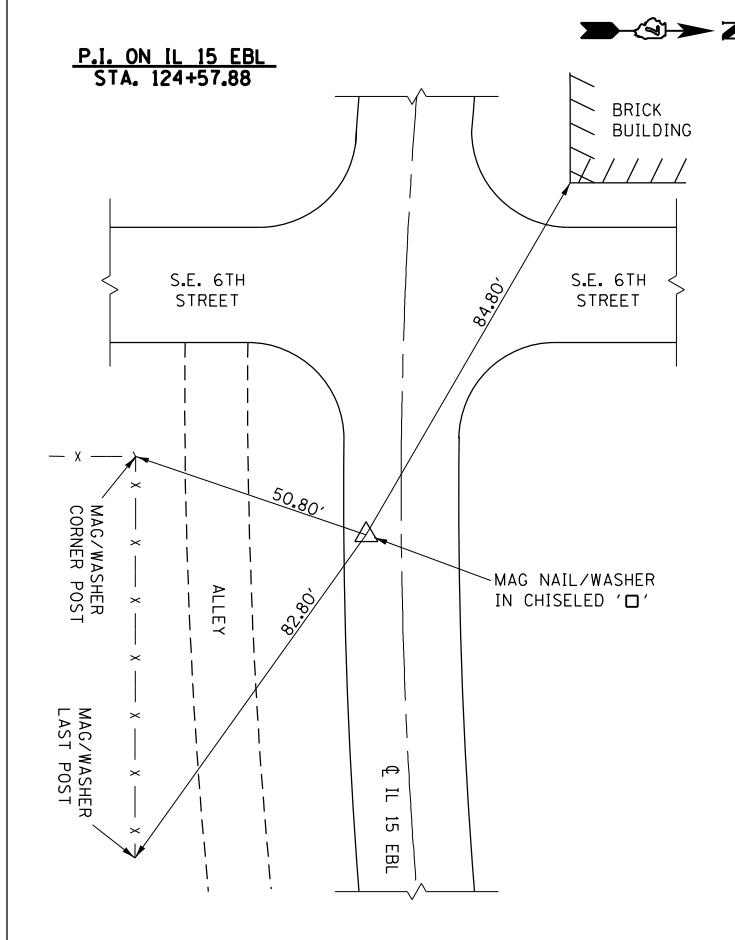 P.I. ON IL 15 EBL
STA. 124+57.88
N
BRICK
BUILDING
S.E. 6TH
STREET
S.E. 6TH
STREET
84.80'
X
X
X
X
X
X
X
X
MAG/WASHER
CORNER POST
50.80'
MAG NAIL/WASHER
IN CHISELED '□'
82.80'
ALLEY
MAG/WASHER
LAST POST
℄ IL 15 EBL